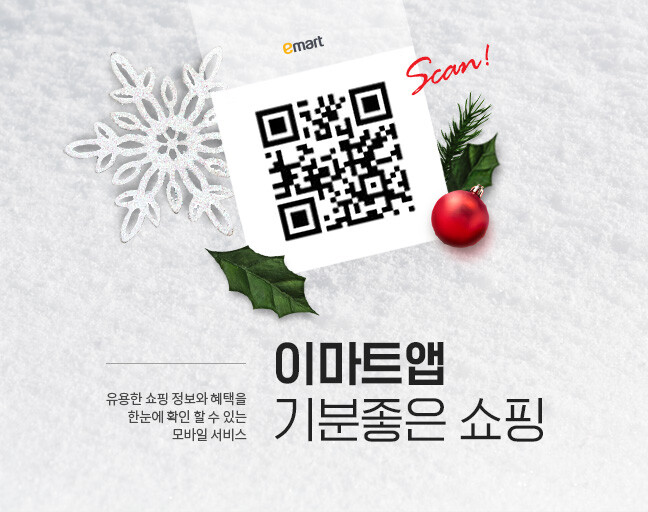 emart
Scan!
이마트앱
기분좋은 쇼핑
유용한 쇼핑 정보와 혜택을
한눈에 확인 할 수 있는
모바일 서비스